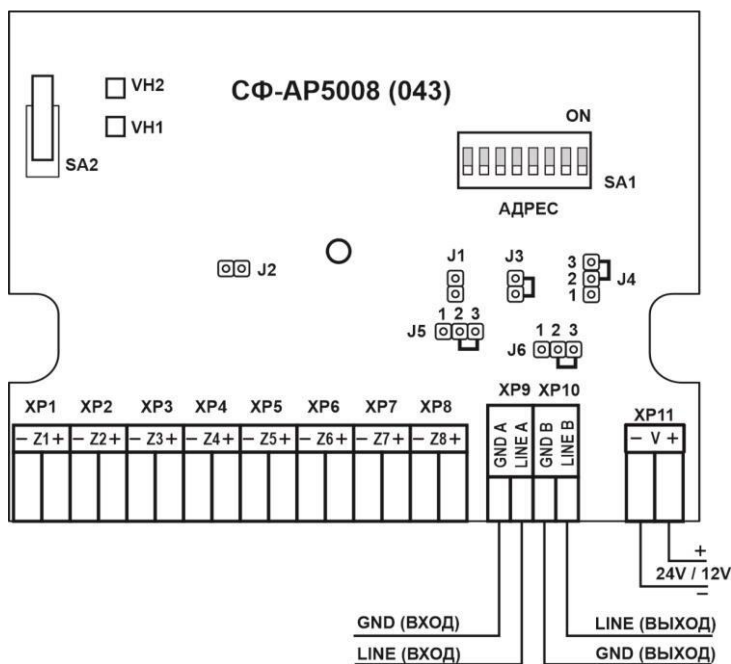 VH2
СФ-АР5008 (043)
VH1
ON
SA2
SA1
АДРЕС
J1
J3
3
J2
2
J4
1
1 2 3
J5
1 2 3
J6
XP1 XP2 XP3 XP4 XP5 XP6 XP7 XP8
XP9 XP10
XP11
− Z1 + − Z2 + − Z3 + − Z4 + − Z5 + − Z6 + − Z7 + − Z8 +
GND A
LINE A
GND B
LINE B
− V +
+
24V / 12V
−
GND (ВХОД)
LINE (ВЫХОД)
LINE (ВХОД)
GND (ВЫХОД)